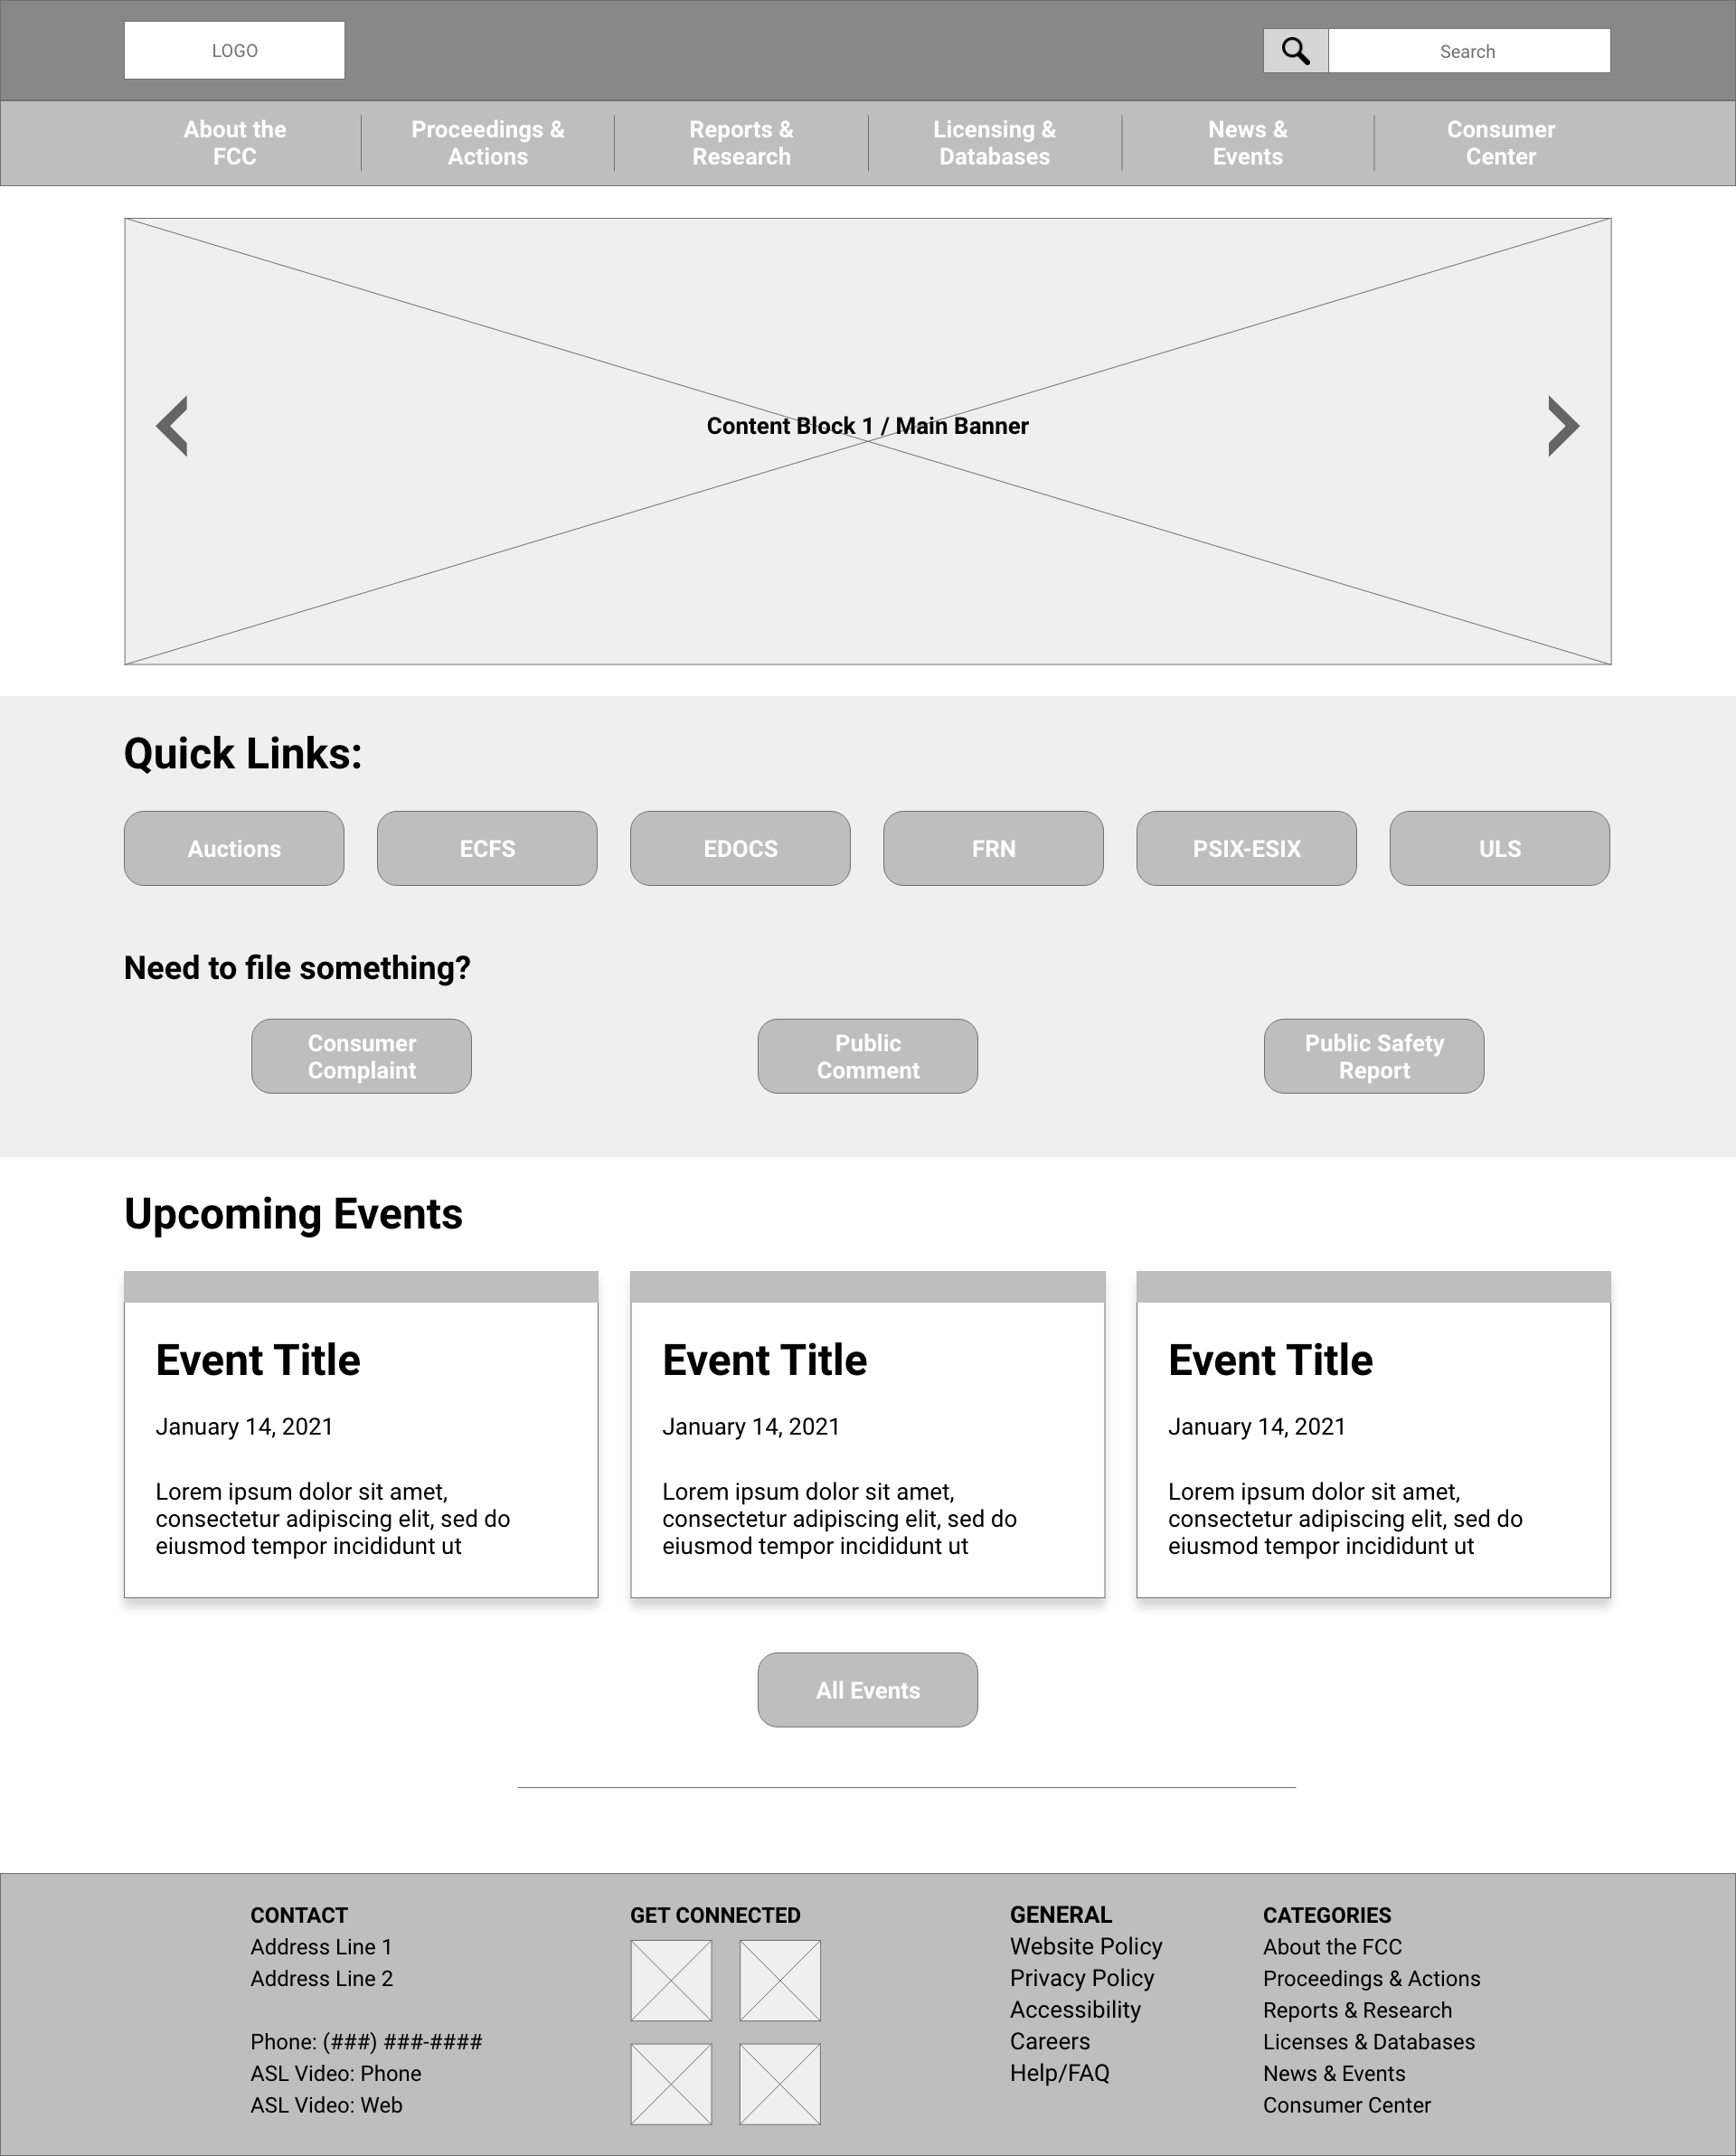 LOGO
Search
About the
FCC
Proceedings &
Actions
Reports &
Research
Licensing &
Databases
News &
Events
Consumer
Center
Content Block 1 / Main Banner
Quick Links:
Auctions
ECFS
EDOCS
FRN
PSIX-ESIX
ULS
Need to file something?
Consumer
Complaint
Public
Comment
Public Safety
Report
Upcoming Events
Event Title
January 14, 2021
Lorem ipsum dolor sit amet,
consectetur adipiscing elit, sed do
eiusmod tempor incididunt ut
Event Title
January 14, 2021
Lorem ipsum dolor sit amet,
consectetur adipiscing elit, sed do
eiusmod tempor incididunt ut
Event Title
January 14, 2021
Lorem ipsum dolor sit amet,
consectetur adipiscing elit, sed do
eiusmod tempor incididunt ut
All Events
CONTACT
Address Line 1
Address Line 2
Phone: (###) ###-####
ASL Video: Phone
ASL Video: Web
GET CONNECTED
GENERAL
Website Policy
Privacy Policy
Accessibility
Careers
Help/FAQ
CATEGORIES
About the FCC
Proceedings & Actions
Reports & Research
Licenses & Databases
News & Events
Consumer Center